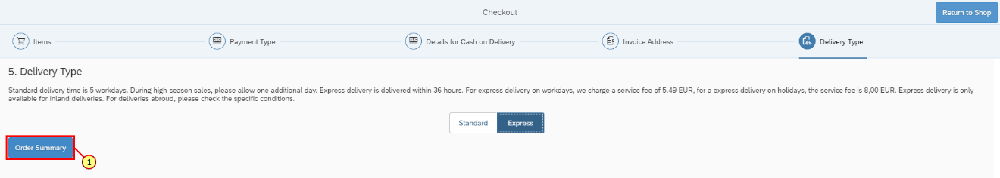 Checkout
Return to Shop
Items
Payment Type
Details for Cash on Delivery
Invoice Address
Delivery Type
5. Delivery Type
Standard delivery time is 5 workdays. During high-season sales, please allow one additional day. Express delivery is delivered within 36 hours. For express delivery on workdays, we charge a service fee of 5.49 EUR, for a express delivery on holidays, the service fee is 8,00 EUR. Express delivery is only
available for inland deliveries. For deliveries abroud, please check the specific conditions.
Standard
Express
Order Summary
1